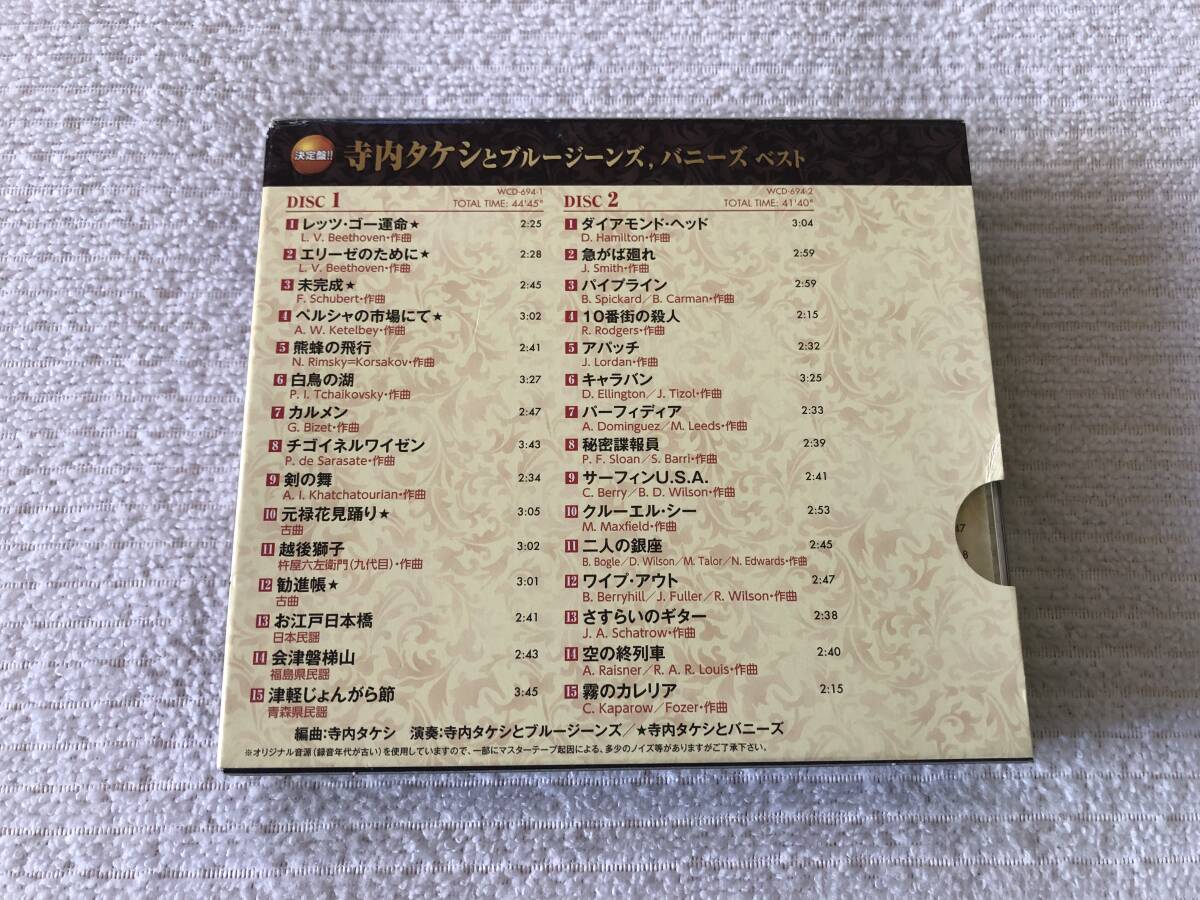 決定盤!! 寺内タケシとブルージーンズ, バニーズ ベスト
DISC 1
WCD-694-1
TOTAL TIME: 44'45"
1 レッツ・ゴー運命★ 2:25
L. V. Beethoven・作曲
2 エリーゼのために★ 2:28
L. V. Beethoven・作曲
3 未完成★ 2:45
F. Schubert・作曲
4 ペルシャの市場にて★ 3:02
A. W. Ketelbey・作曲
5 熊蜂の飛行 2:41
N. Rimsky=Korsakov・作曲
6 白鳥の湖 3:27
P. I. Tchaikovsky・作曲
7 カルメン 2:47
G. Bizet・作曲
8 チゴイネルワイゼン 3:43
P. de Sarasate・作曲
9 剣の舞 2:34
A. I. Khatchatourian・作曲
10 元禄花見踊り★ 3:05
古曲
11 越後獅子 3:02
杵屋六左衛門(九代目)・作曲
12 勧進帳★ 3:01
古曲
13 お江戸日本橋 2:41
日本民謡
14 会津磐梯山 2:43
福島県民謡
15 津軽じょんがら節 3:45
青森県民謡
DISC 2
WCD-694-2
TOTAL TIME: 41'40"
1 ダイアモンド・ヘッド 3:04
D. Hamilton・作曲
2 急がば廻れ 2:59
J. Smith・作曲
3 パイプライン 2:59
B. Spickard/B. Carman・作曲
4 10番街の殺人 2:15
R. Rodgers・作曲
5 アパッチ 2:32
J. Lordan・作曲
6 キャラバン 3:25
D. Ellington/J. Tizol・作曲
7 パーフィディア 2:33
A. Dominguez/M. Leeds・作曲
8 秘密諜報員 2:39
P. F. Sloan/S. Barri・作曲
9 サーフィンU.S.A. 2:41
C. Berry/B. D. Wilson・作曲
10 クルーエル・シー 2:53
M. Maxfield・作曲
11 二人の銀座 2:45
B. Bogle/D. Wilson/M. Talor/N. Edwards・作曲
12 ワイプ・アウト 2:47
B. Berryhill/J. Fuller/R. Wilson・作曲
13 さすらいのギター 2:38
J. A. Schatrow・作曲
14 空の終列車 2:40
A. Raisner/R. A. R. Louis・作曲
15 霧のカレリア 2:15
C. Kaparow/Fozer・作曲
編曲:寺内タケシ 演奏:寺内タケシとブルージーンズ/★寺内タケシとバニーズ
※オリジナル音源(録音年代が古い)を使用していますので、一部にマスターテープ起因による、多少のノイズ等がありますがご了承下さい。